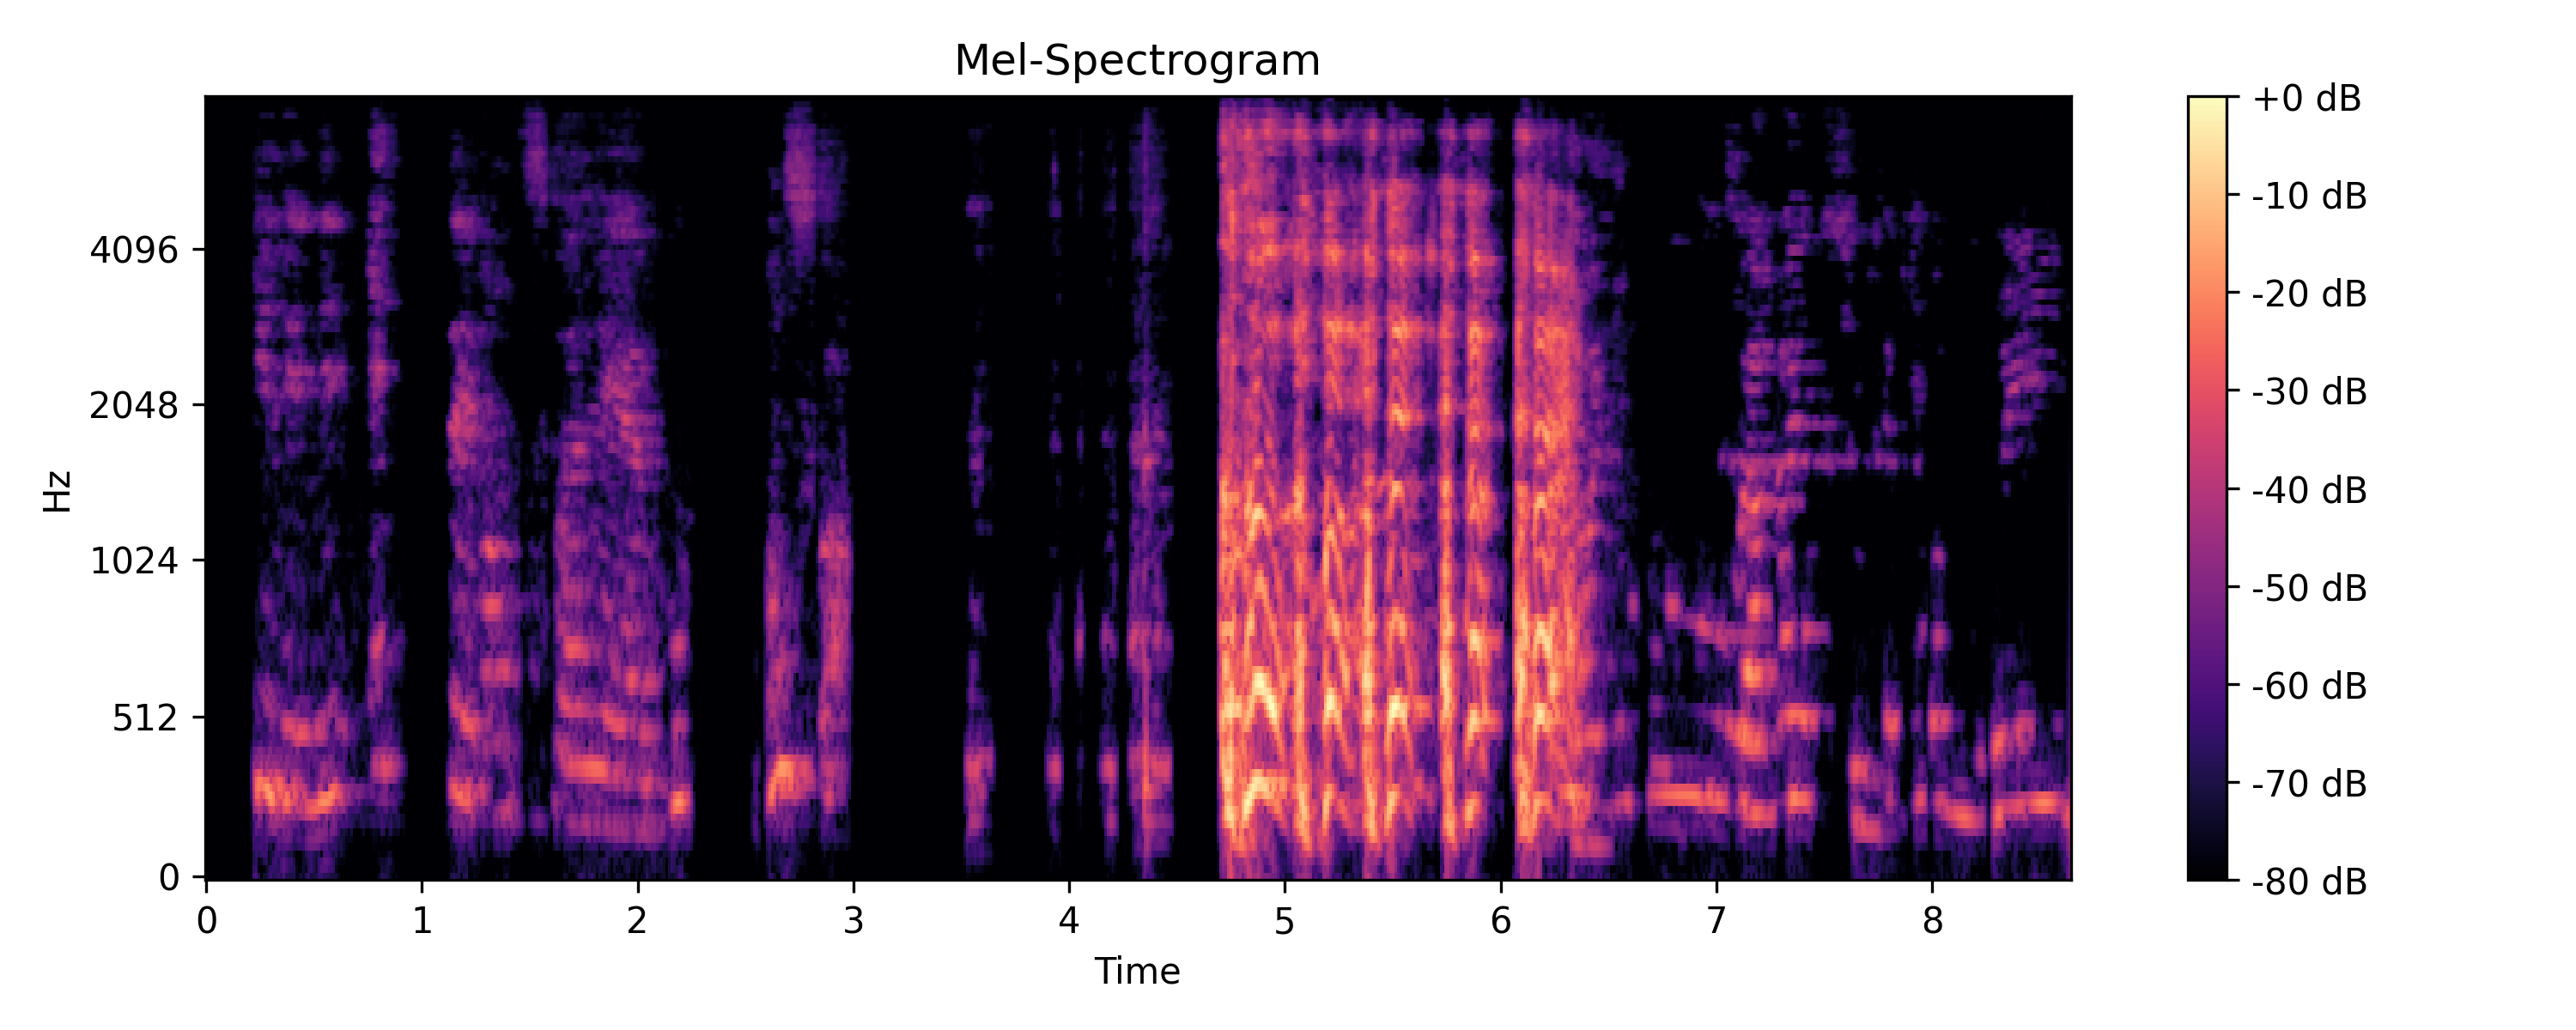 Mel-Spectrogram
Hz
4096
2048
1024
512
0
0 1 2 3 4 5 6 7 8
Time
+0 dB
-10 dB
-20 dB
-30 dB
-40 dB
-50 dB
-60 dB
-70 dB
-80 dB